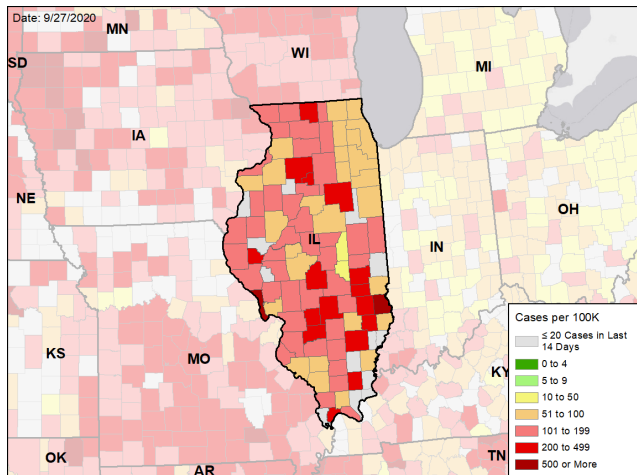 Date: 9/27/2020
MN
SD
WI
MI
IA
NE
OH
IL
IN
KS
MO
KY
OK
AR
TN
Cases per 100K
≤ 20 Cases in Last
14 Days
0 to 4
5 to 9
10 to 50
51 to 100
101 to 199
200 to 499
500 or More